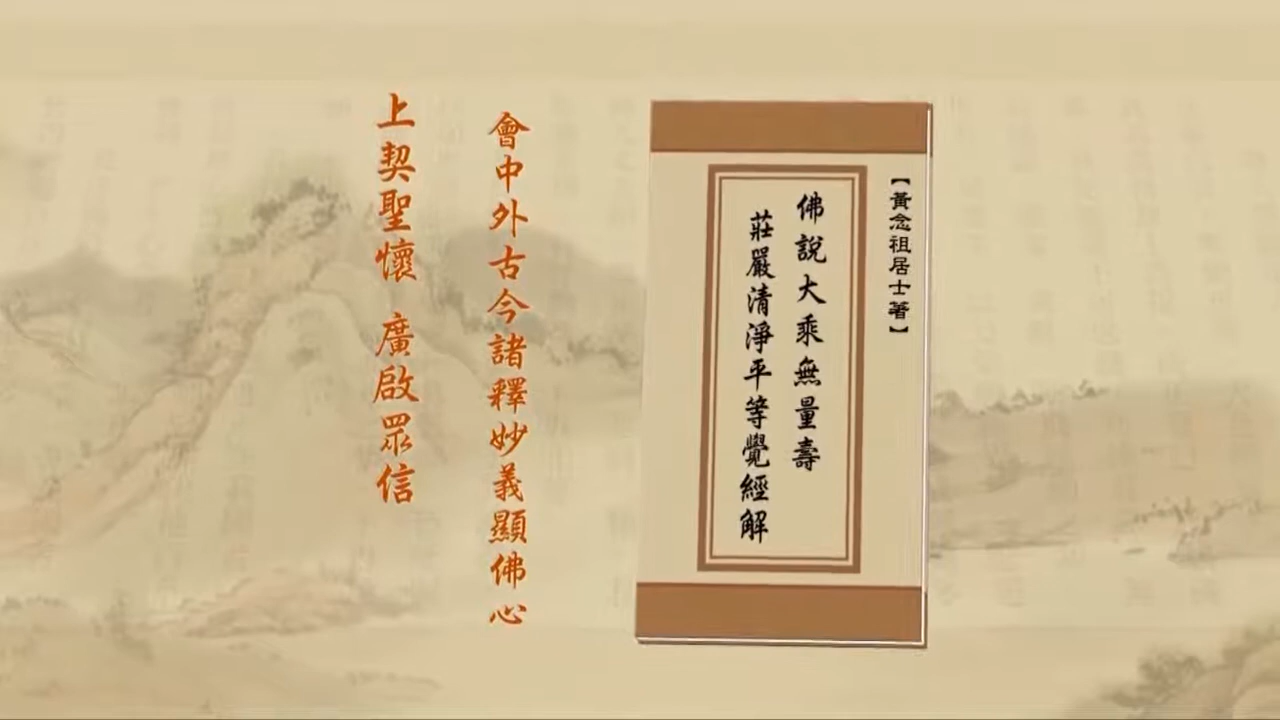 【黃念祖居士著】
佛說大乘無量壽
莊嚴清淨平等覺經解
會中外古今諸釋妙義顯佛心
上契聖懷 廣啟眾信